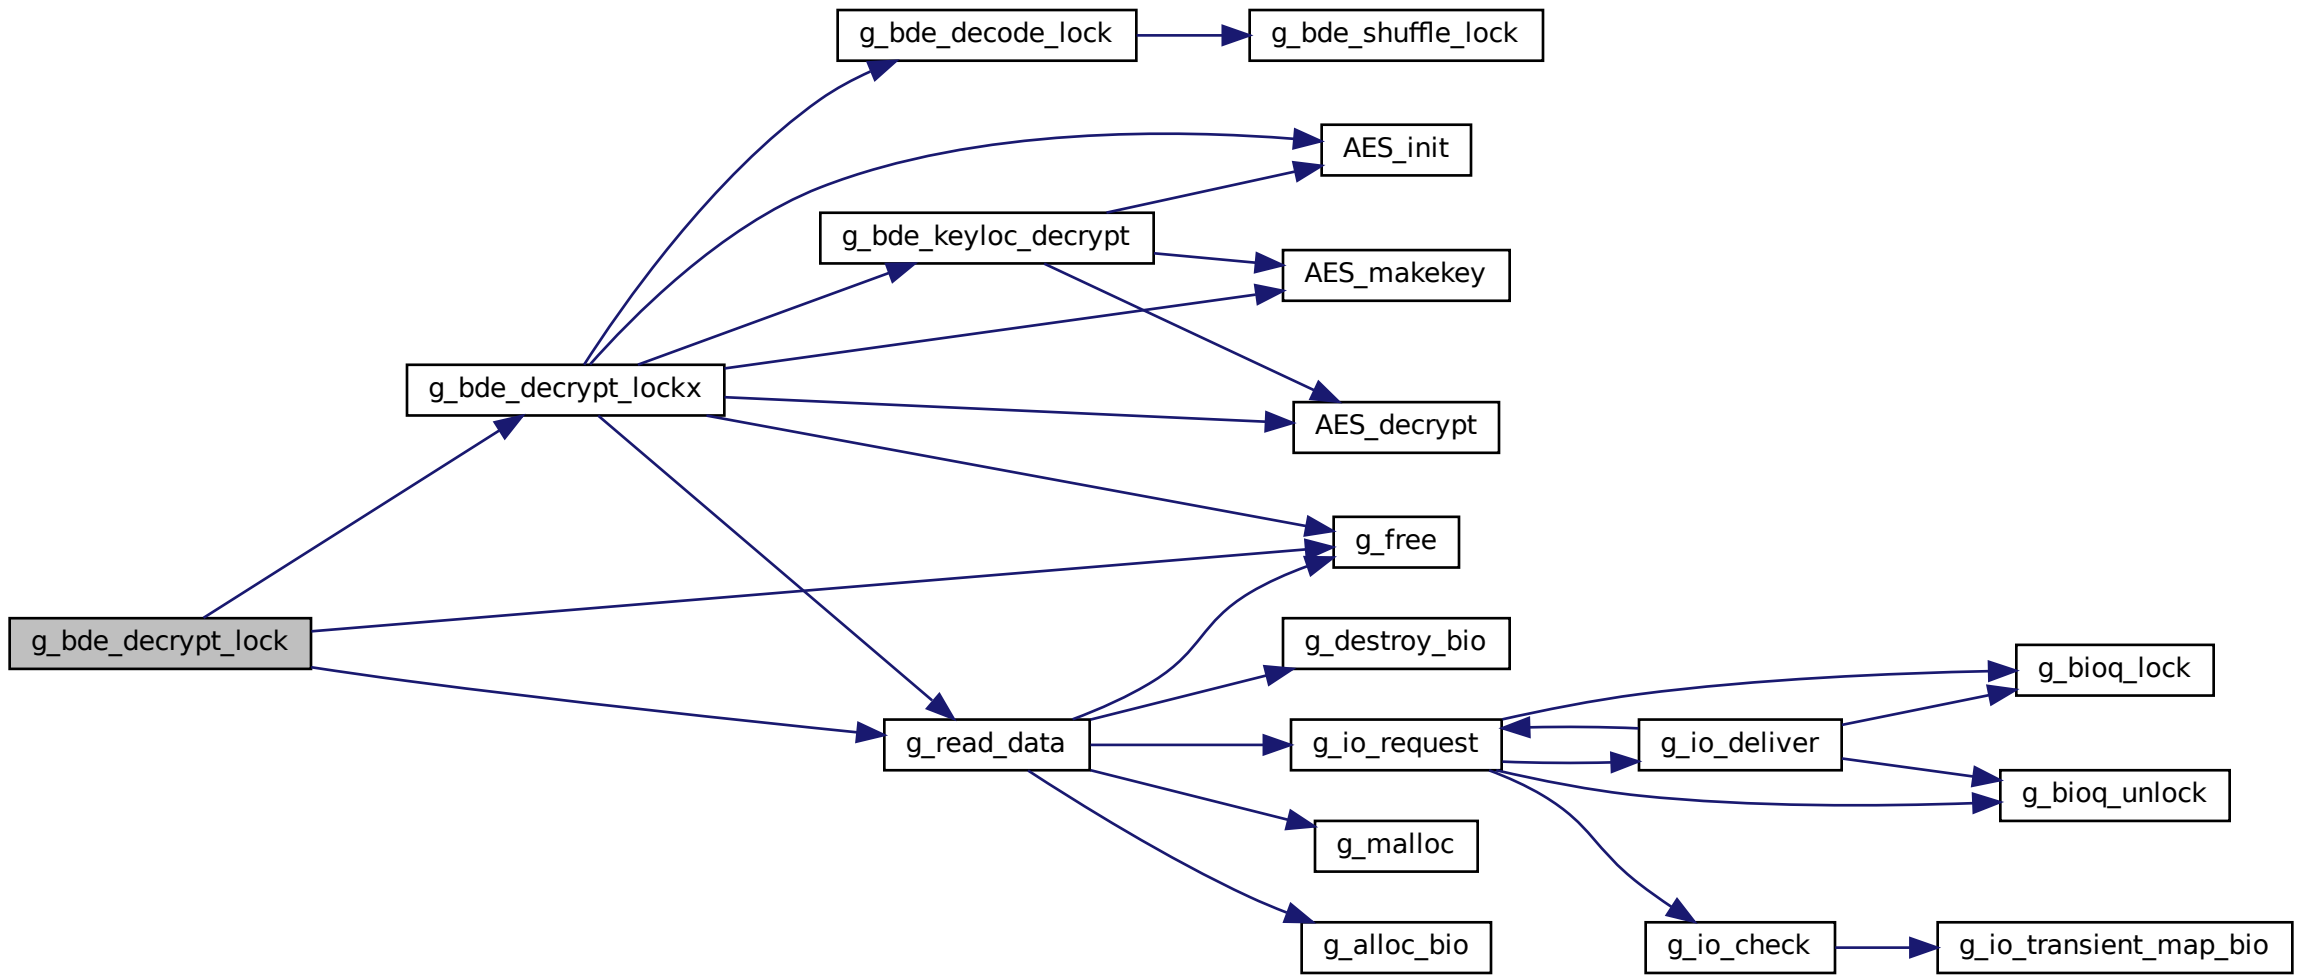 g_bde_decode_lock
g_bde_shuffle_lock
AES_init
g_bde_keyloc_decrypt
AES_makekey
g_bde_decrypt_lockx
AES_decrypt
g_free
g_bde_decrypt_lock
g_destroy_bio
g_bioq_lock
g_read_data
g_io_request
g_io_deliver
g_bioq_unlock
g_malloc
g_alloc_bio
g_io_check
g_io_transient_map_bio